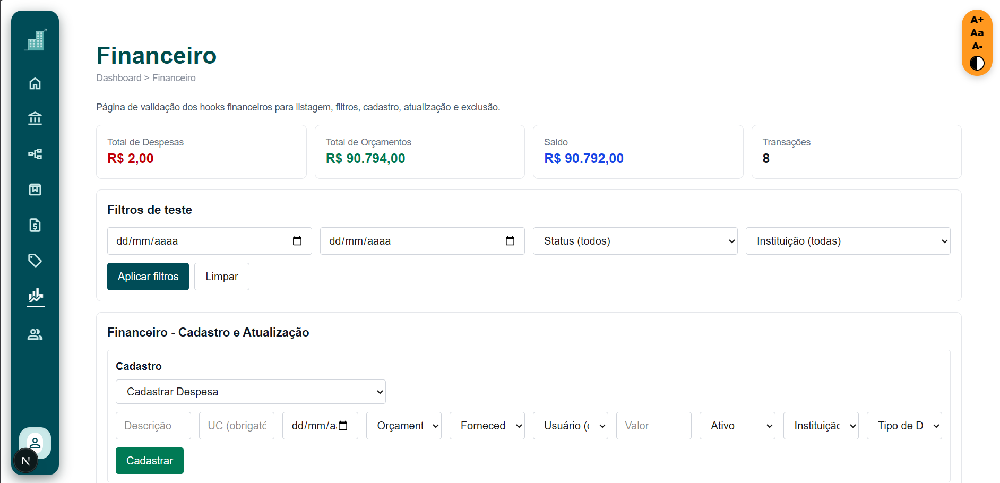 A+
Aa
A-
Financeiro
Dashboard > Financeiro
Página de validação dos hooks financeiros para listagem, filtros, cadastro, atualização e exclusão.
Total de Despesas
R$ 2,00
Total de Orçamentos
R$ 90.794,00
Saldo
R$ 90.792,00
Transações
8
Filtros de teste
dd/mm/aaaa
dd/mm/aaaa
Status (todos)
Instituição (todas)
Aplicar filtros
Limpar
Financeiro - Cadastro e Atualização
Cadastro
Cadastrar Despesa
Descrição
UC (obrigató
dd/mm/a
Orçament
Forneced
Usuário (o
Valor
Ativo
Instituição
Tipo de D
Cadastrar
N